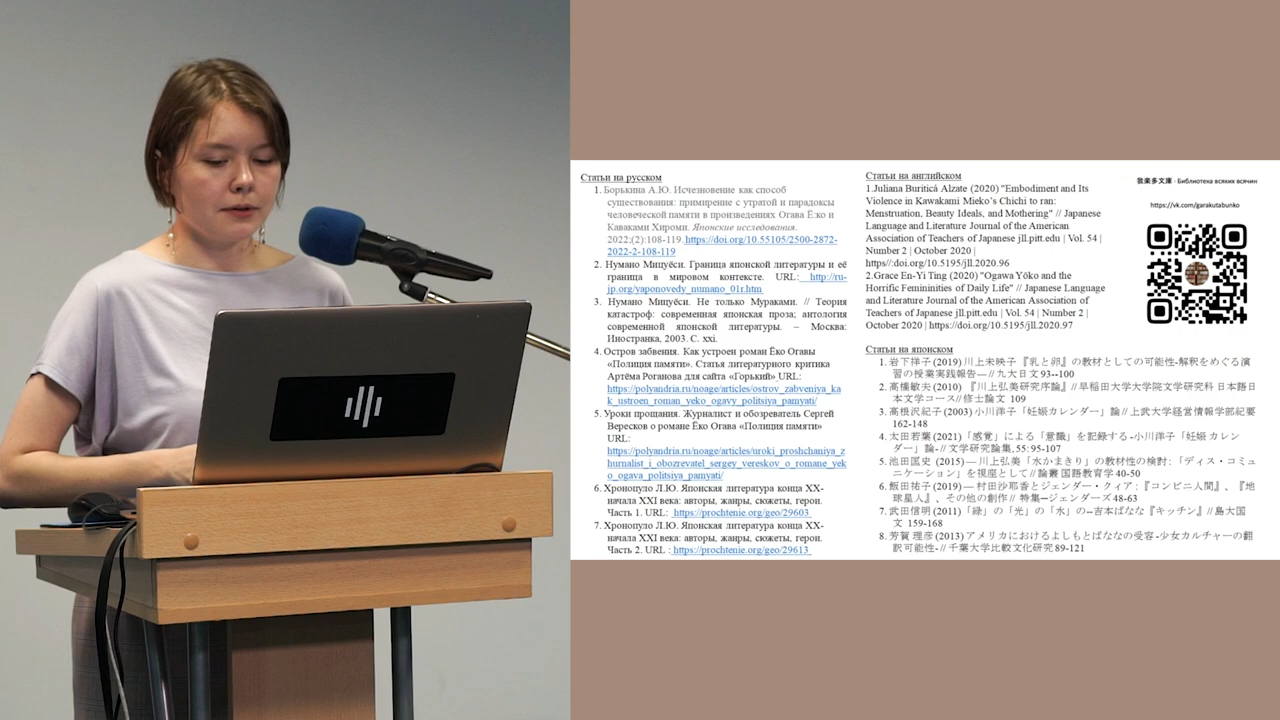 Статьи на русском
1. Борькина А.Ю. Исчезновение как способ
существования: примирение с утратой и парадоксы
человеческой памяти в произведениях Огава Ё:ко и
Каваками Хироми. Японские исследования.
2022;(2):108-119. https://doi.org/10.55105/2500-2872-
2022-2-108-119
2. Нумано Мицуёси. Граница японской литературы и её
граница в мировом контексте. URL: http://ru-
jp.org/yaponovedy_numano_01r.htm
3. Нумано Мицуёси. Не только Мураками. // Теория
катастроф: современная японская проза; антология
современной японской литературы. – Москва:
Иностранка, 2003. С. xxi.
4. Остров забвения. Как устроен роман Ёко Огавы
«Полиция памяти». Статья литературного критика
Артёма Роганова для сайта «Горький».URL:
https://polyandria.ru/noage/articles/ostrov_zabveniya_ka
k_ustroen_roman_yeko_ogavy_politsiya_pamyati/
5. Уроки прощания. Журналист и обозреватель Сергей
Вересков о романе Ёко Огава «Полиция памяти»
URL:
https://polyandria.ru/noage/articles/uroki_proshchaniya_z
hurnalist_i_obozrevatel_sergey_vereskov_o_romane_yek
o_ogava_politsiya_pamyati/
6. Хронопуло Л.Ю. Японская литература конца XX-
начала XXI века: авторы, жанры, сюжеты, герои.
Часть 1. URL: https://prochtenie.org/geo/29603
7. Хронопуло Л.Ю. Японская литература конца XX-
начала XXI века: авторы, жанры, сюжеты, герои.
Часть 2. URL : https://prochtenie.org/geo/29613
Статьи на английском
1.Juliana Buriticá Alzate (2020) "Embodiment and Its
Violence in Kawakami Mieko's Chichi to ran:
Menstruation, Beauty Ideals, and Mothering" // Japanese
Language and Literature Journal of the American
Association of Teachers of Japanese jll.pitt.edu | Vol. 54 |
Number 2 | October 2020 |
https//:doi.org/10.5195/jll.2020.96
2.Grace En-Yi Ting (2020) "Ogawa Yōko and the
Horrific Femininities of Daily Life" // Japanese Language
and Literature Journal of the American Association of
Teachers of Japanese jll.pitt.edu | Vol. 54 | Number 2 |
October 2020 | https://doi.org/10.5195/jll.2020.97
我楽多文庫 · Библиотека всяких всячин
https://vk.com/garakutabunko
Статьи на японском
1. 岩下祥子 (2019) 川上未映子『乳と卵』の教材としての可能性-解釈をめぐる演
習の授業実践報告—//九大日文 93--100
2. 髙橋敏央 (2010) 『川上弘美研究序論』//早稲田大学大学院文学研究科 日本語日
本文学コース//修士論文 109
3. 高根沢紀子 (2003) 小川洋子「妊娠カレンダー」論 // 上武大学経営情報学部紀要
162-148
4. 太田若葉 (2021)「感覚」による「意識」を記録する -小川洋子「妊娠 カレン
ダー」論- // 文学研究論集, 55: 95-107
5. 池田匡史 (2015) — 川上弘美「水かまきり」の教材性の検討 :「ディス・コミュ
ニケーション」を視座として // 論叢 国語教育学 40-50
6. 飯田祐子 (2019) — 村田沙耶香とジェンダー・クィア :『コンビニ人間』、『地
球星人』、その他の創作 // 特集─ジェンダーズ 48-63
7. 武田信明 (2011)「緑」の「光」の「水」の--吉本ばなな『キッチン』//島大国
文 159-168
8. 芳賀 理彦 (2013) アメリカにおけるよしもとばななの受容 -少女カルチャーの翻
訳可能性- // 千葉大学比較文化研究 89-121